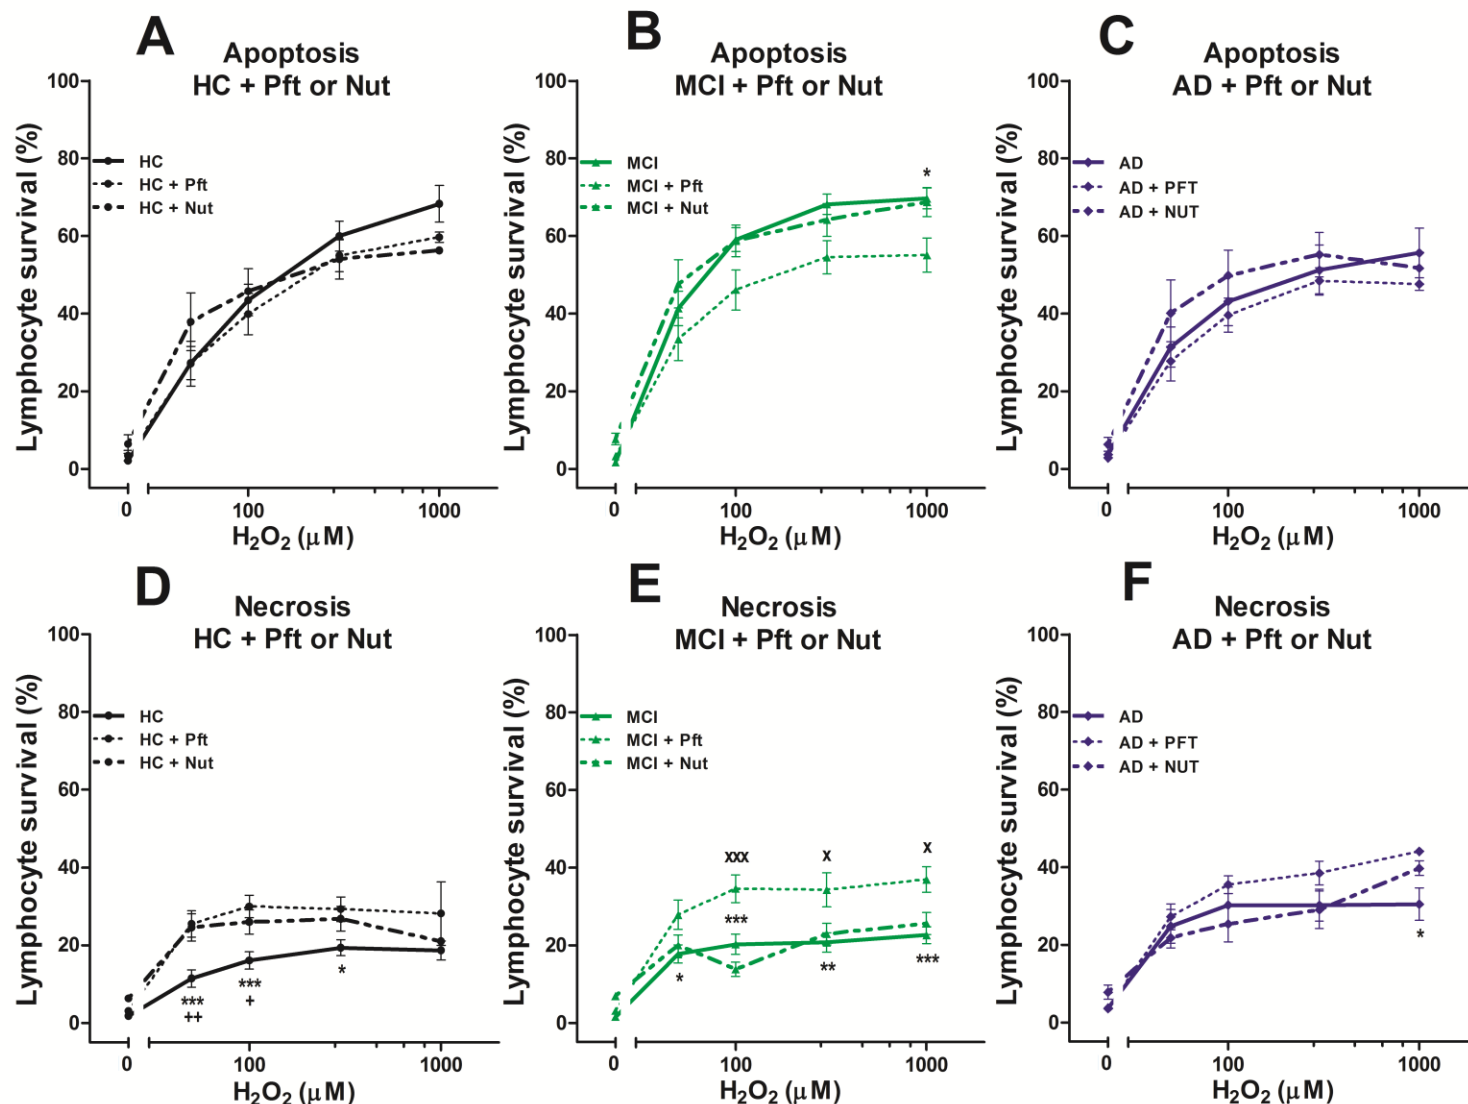 A
Apoptosis
HC + Pft or Nut
Lymphocyte survival (%)
100
80
60
40
20
0
HC
HC + Pft
HC + Nut
0
100
1000
H₂O₂ (μM)
B
Apoptosis
MCI + Pft or Nut
Lymphocyte survival (%)
100
80
60
40
20
0
MCI
MCI + Pft
MCI + Nut
*
0
100
1000
H₂O₂ (μM)
C
Apoptosis
AD + Pft or Nut
Lymphocyte survival (%)
100
80
60
40
20
0
AD
AD + PFT
AD + NUT
0
100
1000
H₂O₂ (μM)
D
Necrosis
HC + Pft or Nut
Lymphocyte survival (%)
100
80
60
40
20
0
HC
HC + Pft
HC + Nut
***
++
***
+
*
0
100
1000
H₂O₂ (μM)
E
Necrosis
MCI + Pft or Nut
Lymphocyte survival (%)
100
80
60
40
20
0
MCI
MCI + Pft
MCI + Nut
xxx
x
x
***
*
**
***
0
100
1000
H₂O₂ (μM)
F
Necrosis
AD + Pft or Nut
Lymphocyte survival (%)
100
80
60
40
20
0
AD
AD + PFT
AD + NUT
*
0
100
1000
H₂O₂ (μM)